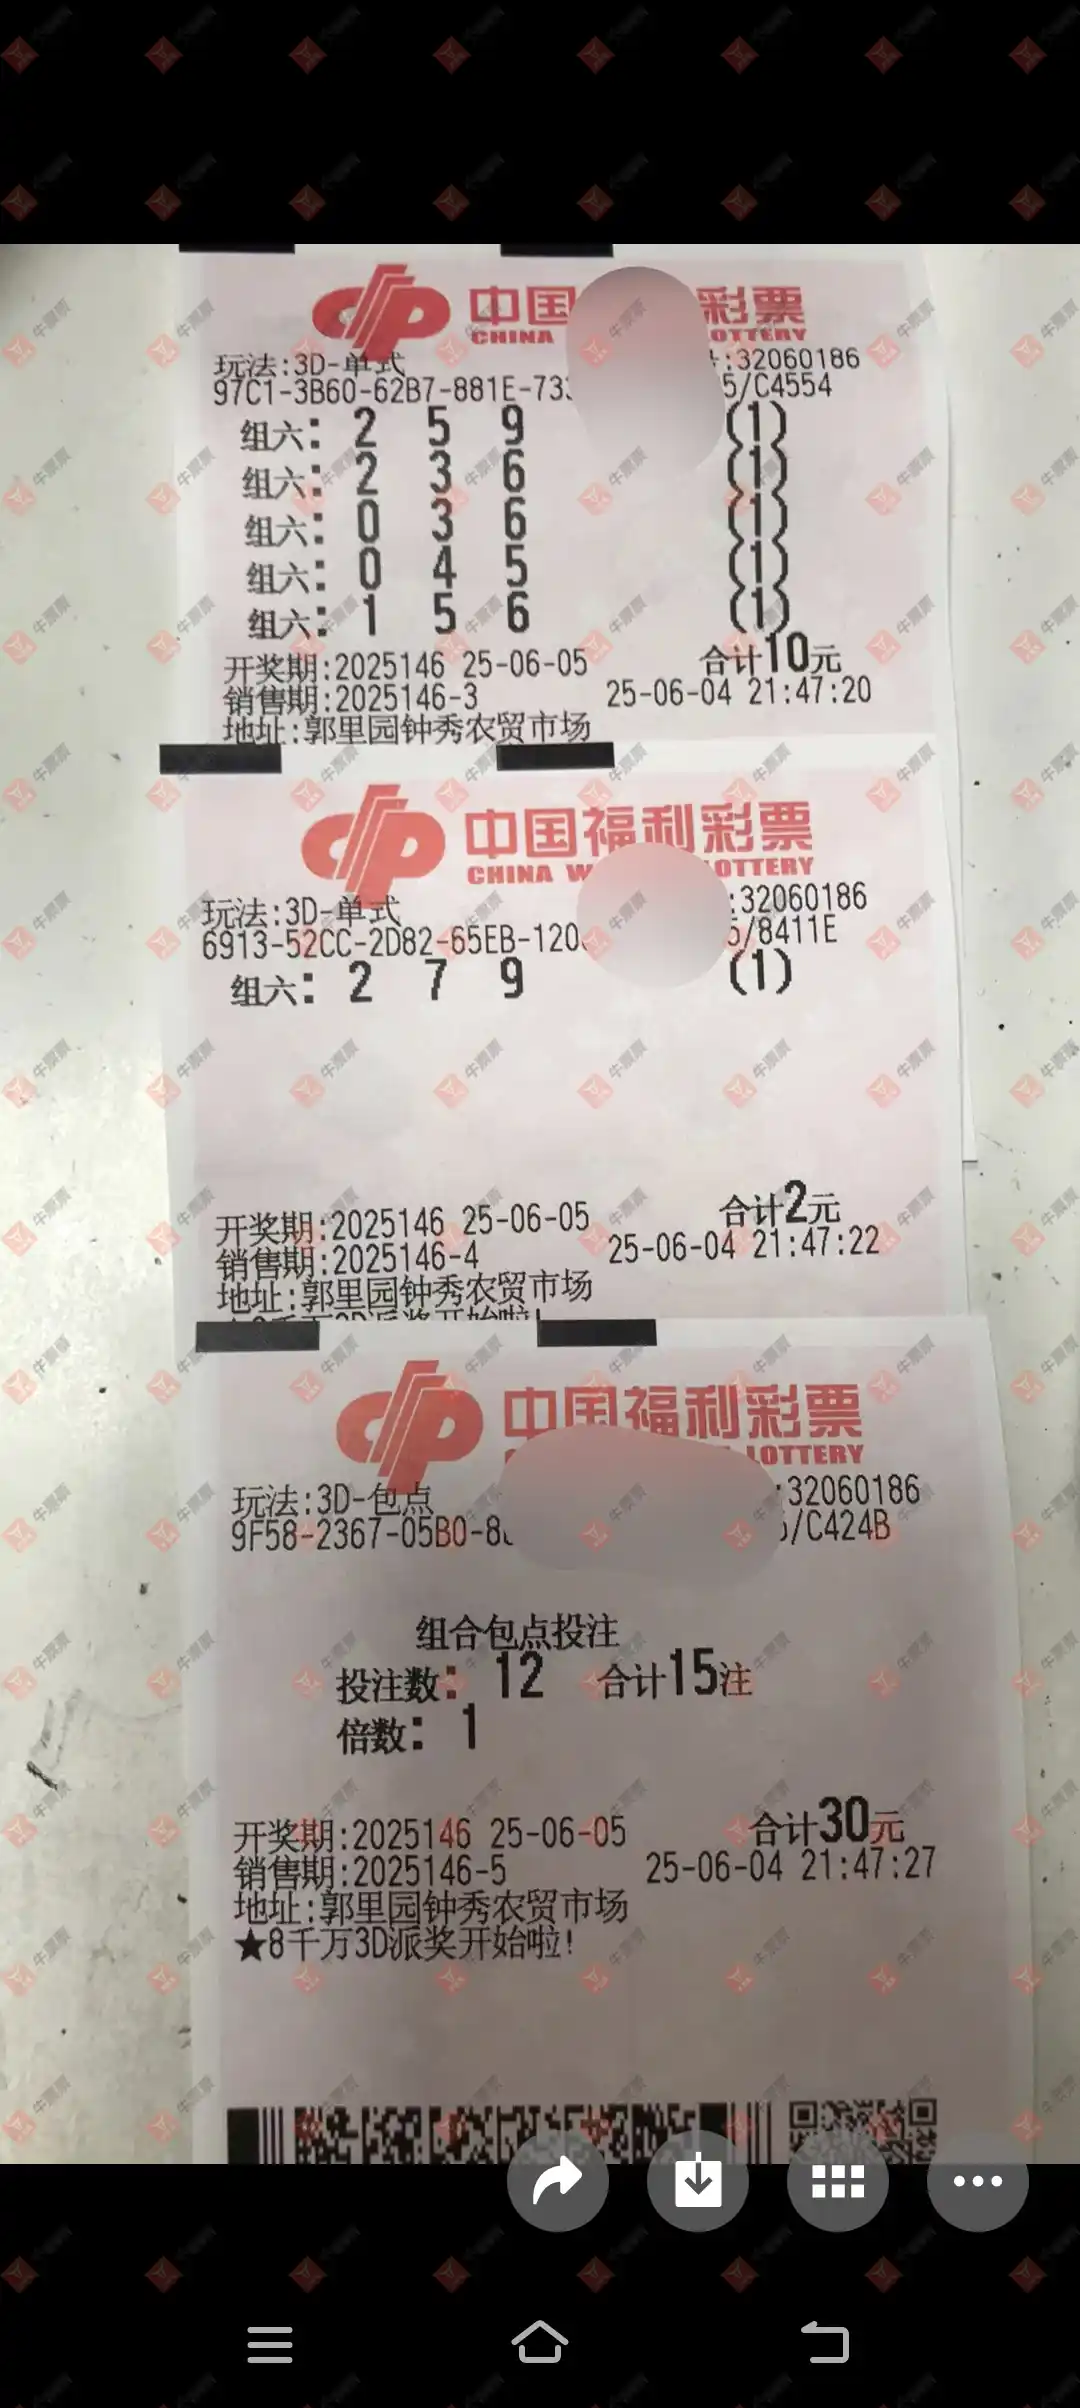 中国 彩票
CHINA OTTERY
玩法:3D-单式 :32060186
97C1-3B60-62B7-881E-73 5/C4554
组六: 2 5 9 (1)
组六: 2 3 6 (1)
组六: 0 3 6 (1)
组六: 0 4 5 (1)
组六: 1 5 6 (1)
合计10元
开奖期:2025146 25-06-05
销售期:2025146-3 25-06-04 21:47:20
地址:郭里园钟秀农贸市场
中国福利彩票
CHINA W OTTERY
玩法:3D-单式 :32060186
6913-52CC-2D82-65EB-120 5/8411E
组六: 2 7 9 (1)
合计2元
开奖期:2025146 25-06-05
销售期:2025146-4 25-06-04 21:47:22
地址:郭里园钟秀农贸市场
中国福利彩票
LOTTERY
玩法:3D-包点 :32060186
9F58-2367-05B0-8 /C424B
组合包点投注
投注数: 12 合计15注
倍数: 1
合计30元
开奖期:2025146 25-06-05
销售期:2025146-5 25-06-04 21:47:27
地址:郭里园钟秀农贸市场
★8千万3D派奖开始啦!
牛票票